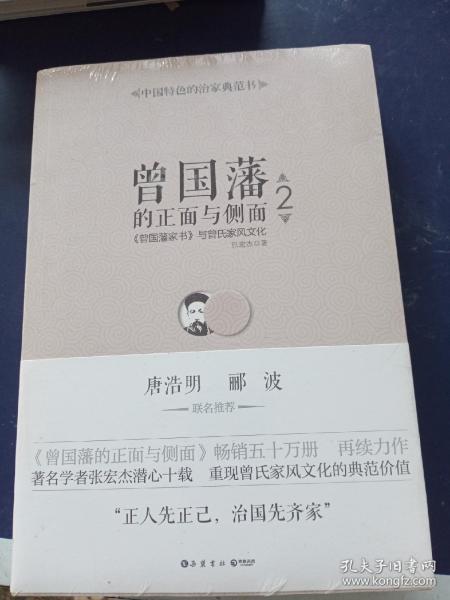 中国特色的治家典范书
曾国藩
的正面与侧面
2
《曾国藩家书》与曾氏家风文化
张宏杰◎著
唐浩明 郦波
联名推荐
《曾国藩的正面与侧面》畅销五十万册 再续力作
著名学者张宏杰潜心十载 重现曾氏家风文化的典范价值
“正人先正己，治国先齐家”
岳麓书社
孔夫子旧书网